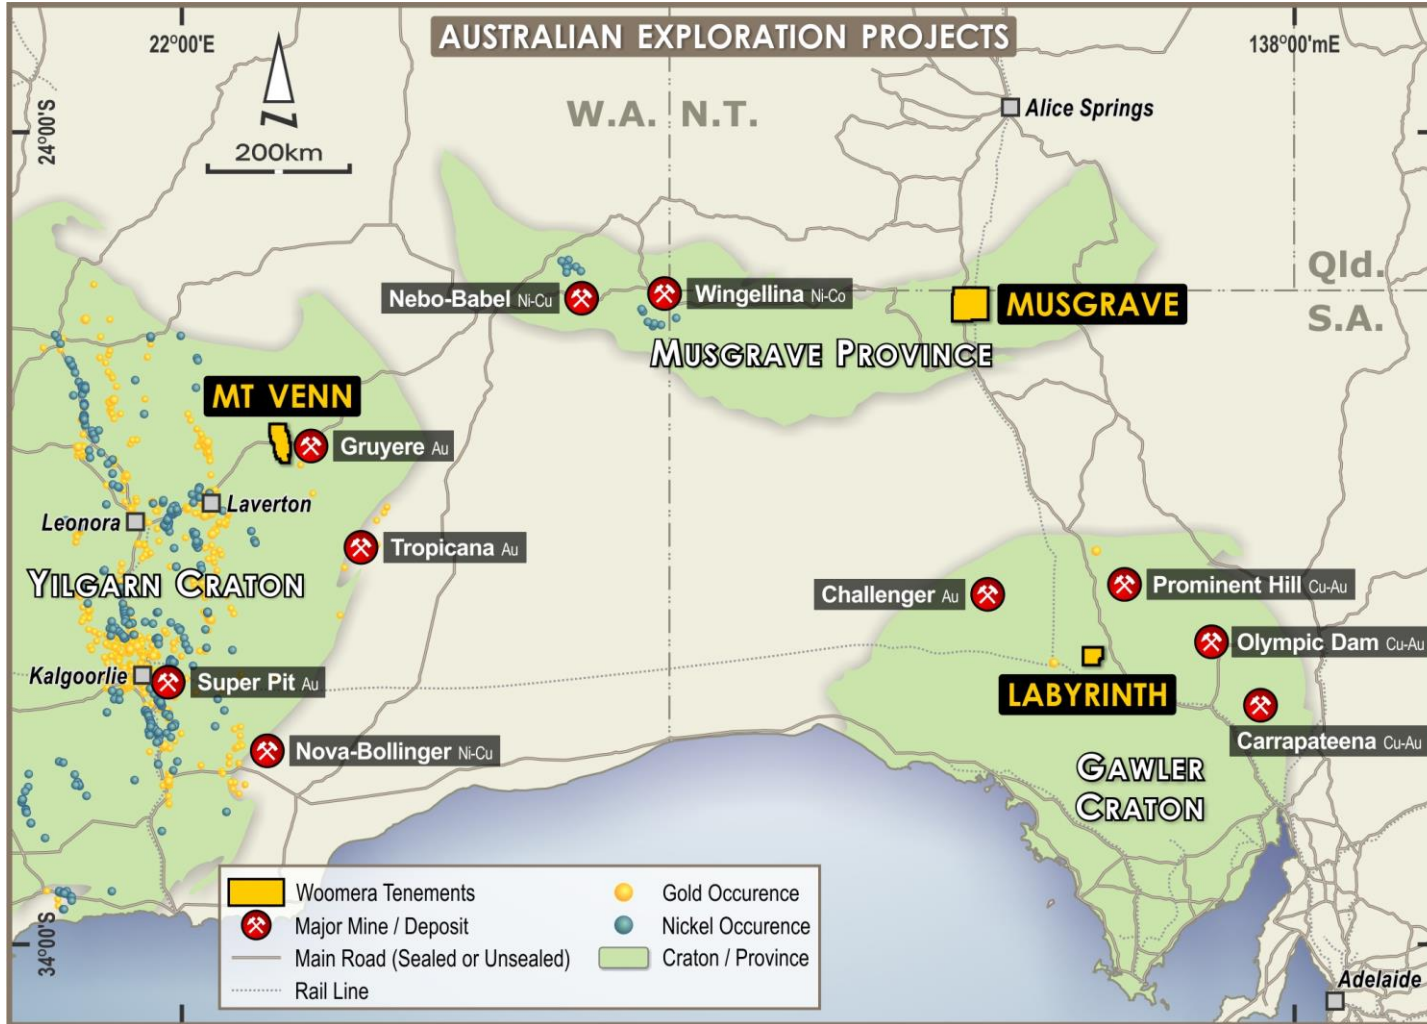 AUSTRALIAN EXPLORATION PROJECTS
22°00'E
138°00'mE
24°00'S
34°00'S
N
200km
W.A.
N.T.
Alice Springs
Qld.
S.A.
Nebo-Babel Ni-Cu
Wingellina Ni-Co
MUSGRAVE
MUSGRAVE PROVINCE
MT VENN
Gruyere Au
Laverton
Leonora
Tropicana Au
YILGARN CRATON
Challenger Au
Prominent Hill Cu-Au
Olympic Dam Cu-Au
Kalgoorlie
Super Pit Au
LABYRINTH
Carrapateena Cu-Au
Nova-Bollinger Ni-Cu
GAWLER
CRATON
Woomera Tenements
Major Mine / Deposit
Main Road (Sealed or Unsealed)
Rail Line
Gold Occurence
Nickel Occurence
Craton / Province
Adelaide